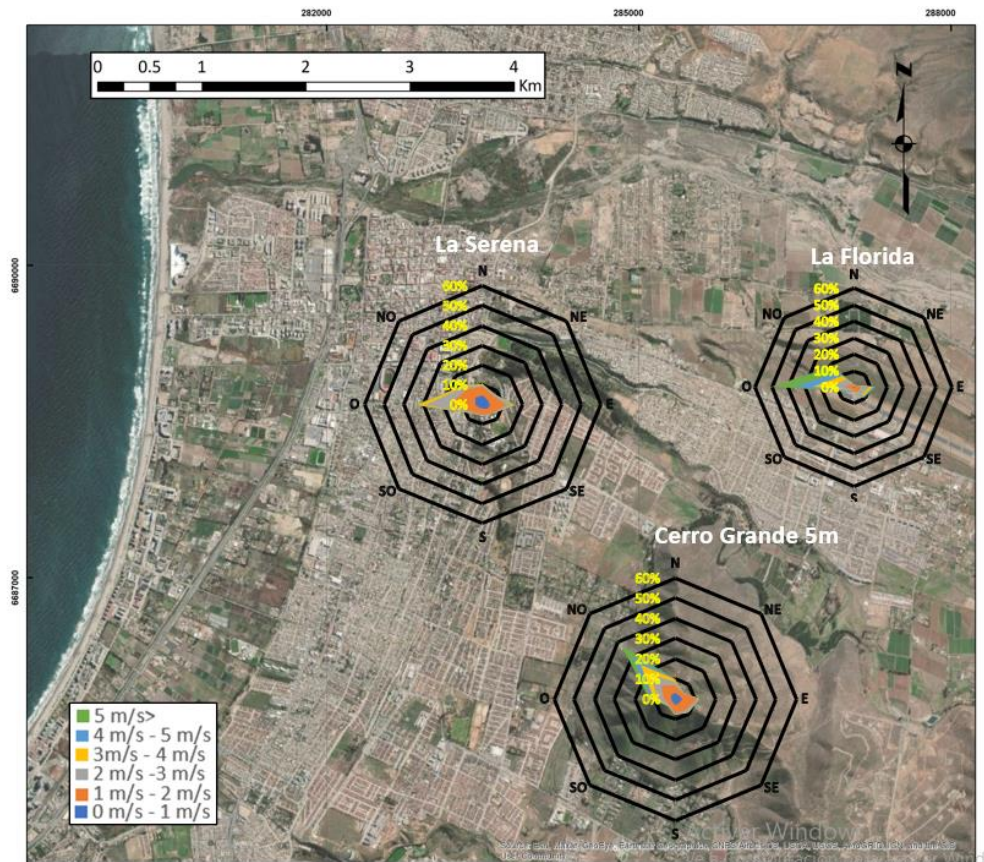 282000 285000 288000
0 0.5 1 2 3 4
Km
N
6690000
6687000
La Serena
N
60%
50%
40%
30%
20%
10%
0%
NO NE
O E
SO SE
S
La Florida
N
60%
50%
40%
30%
20%
10%
0%
NO NE
O E
SO SE
S
Cerro Grande 5m
N
60%
50%
40%
30%
20%
10%
0%
NO NE
O E
SO SE
S
5 m/s>
4 m/s - 5 m/s
3m/s - 4 m/s
2 m/s -3 m/s
1 m/s - 2 m/s
0 m/s - 1 m/s
Activer Windows